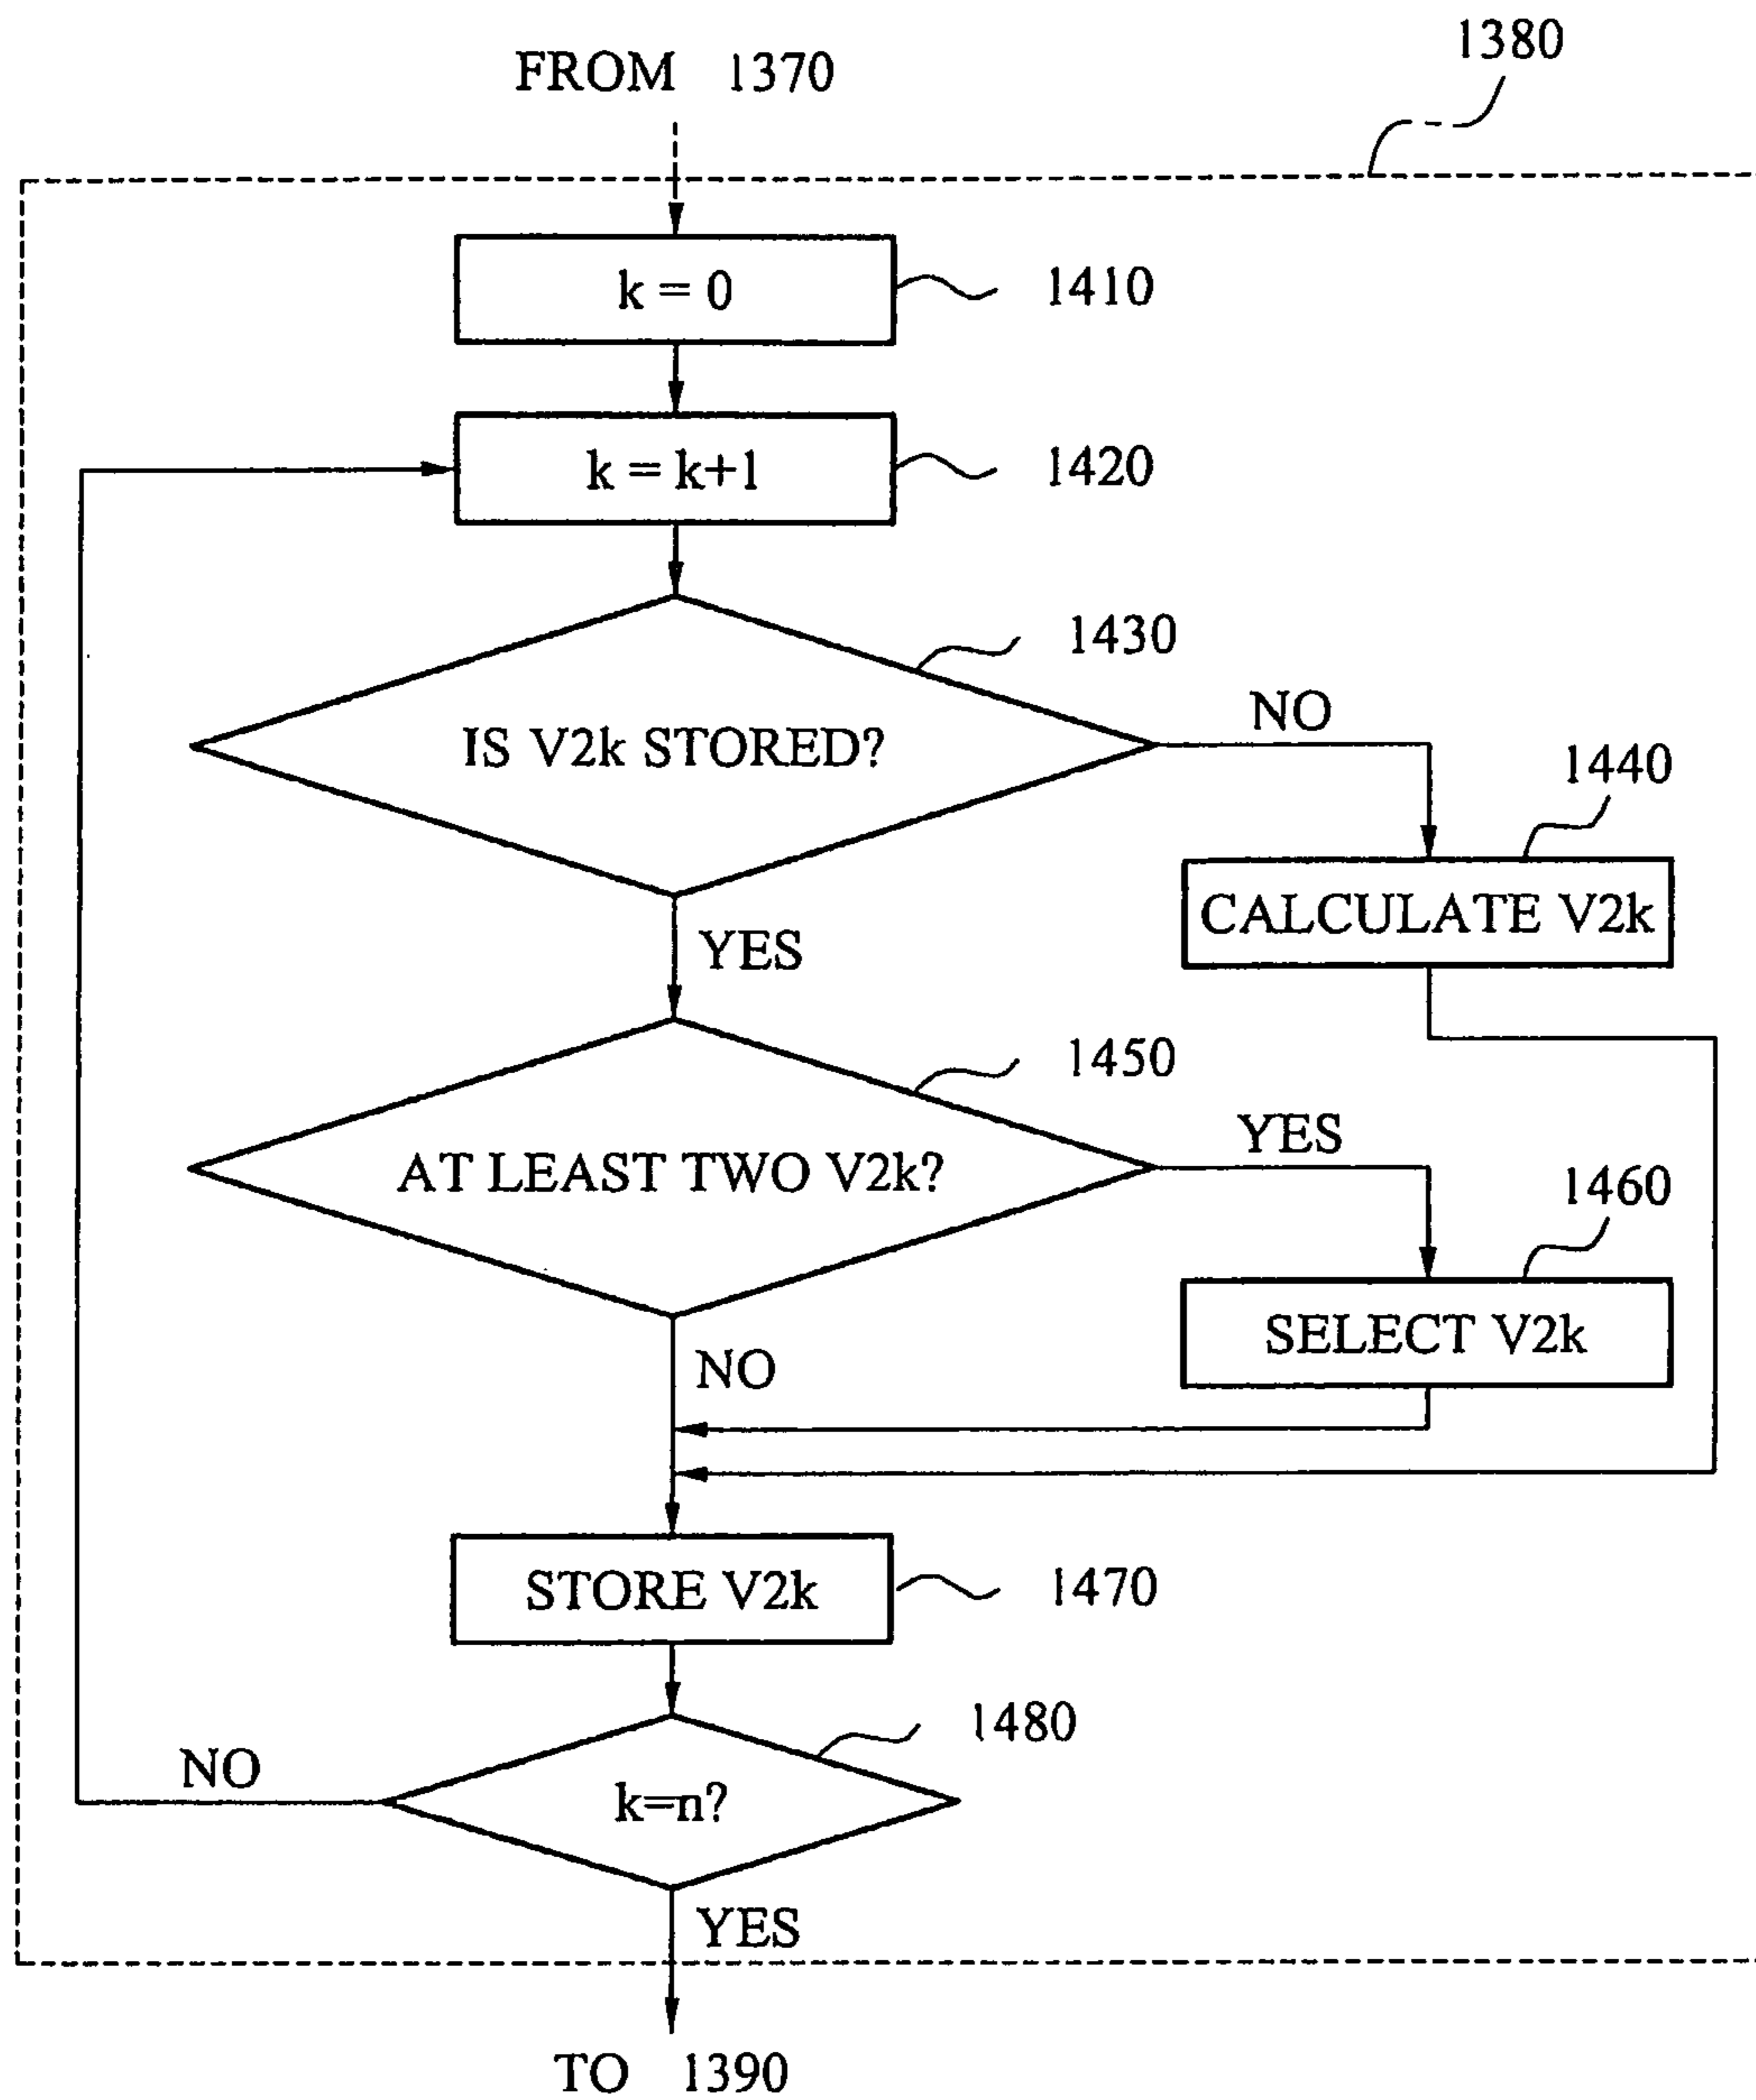 1380
FROM 1370
k = 0
1410
k = k+1
1420
1430
IS V2k STORED?
NO
1440
CALCULATE V2k
YES
1450
AT LEAST TWO V2k?
YES
1460
SELECT V2k
NO
STORE V2k
1470
1480
NO
k=n?
YES
TO 1390